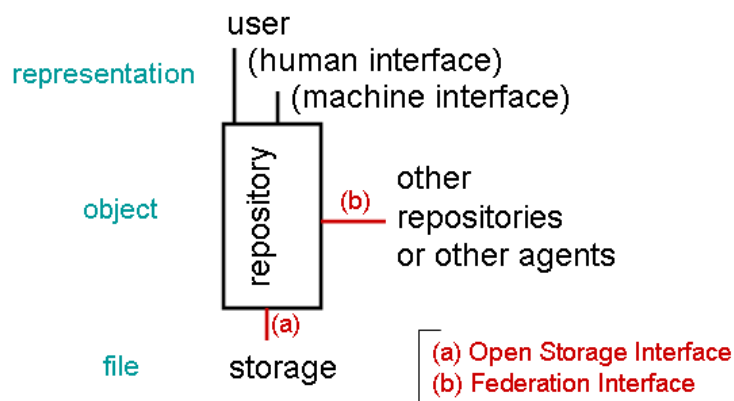 user
(human interface)
representation
(machine interface)
repository
object
(b)
other
repositories
or other agents
(a)
file
storage
(a) Open Storage Interface
(b) Federation Interface